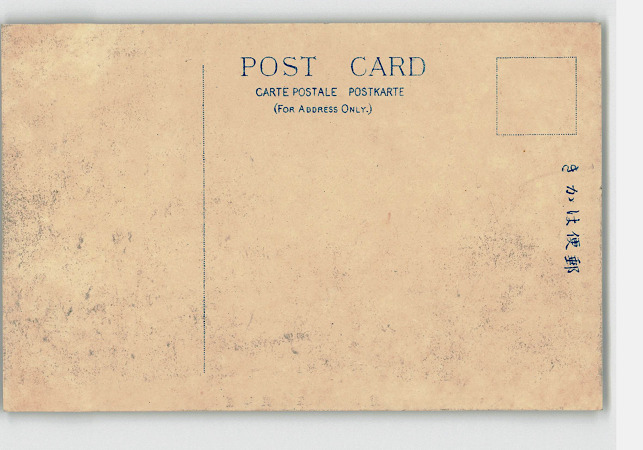 POST CARD
CARTE POSTALE POSTKARTE
(FOR ADDRESS ONLY.)
きかは便郵